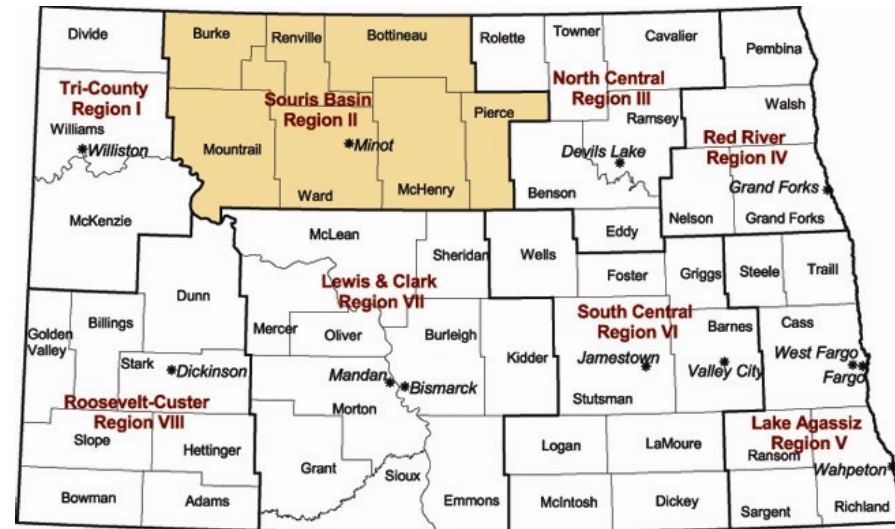 Divide
Burke
Renville
Bottineau
Rolette
Towner
Cavalier
Pembina
Tri-County
Region I
Williams
Williston
Souris Basin
Region II
Minot
Mountrail
Ward
McHenry
Pierce
North Central
Region III
Ramsey
Devils Lake
Benson
Walsh
Red River
Region IV
Grand Forks
Nelson
Grand Forks
Eddy
McKenzie
McLean
Sheridan
Wells
Foster
Griggs
Steele
Traill
Dunn
Lewis & Clark
Region VII
Golden
Valley
Billings
Mercer
Oliver
Burleigh
Kidder
South Central
Region VI
Jamestown
Stutsman
Barnes
Valley City
Cass
West Fargo
Fargo
Stark
Dickinson
Mandan
Bismarck
Morton
Roosevelt-Custer
Region VIII
Slope
Hettinger
Grant
Sioux
Logan
LaMoure
Lake Agassiz
Region V
Ransom
Wahpeton
Bowman
Adams
Emmons
McIntosh
Dickey
Sargent
Richland